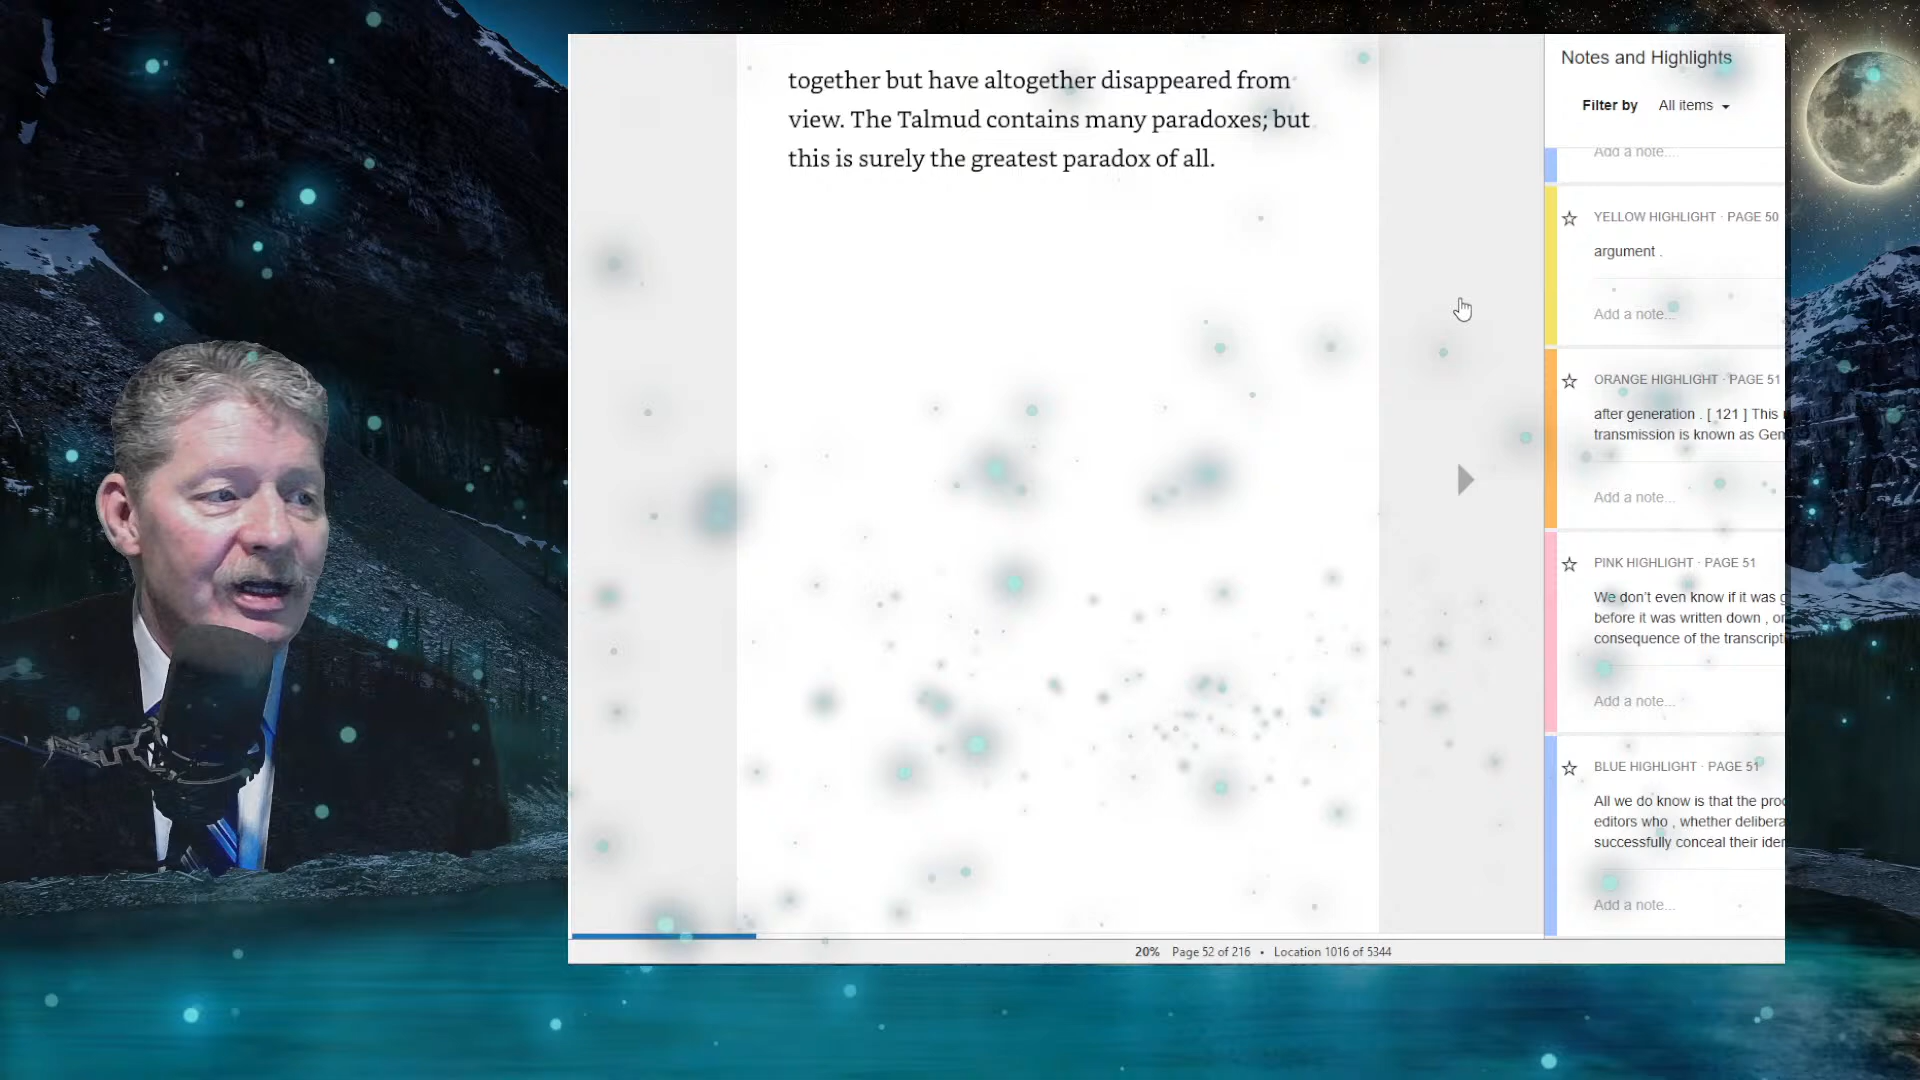 together but have altogether disappeared from
view. The Talmud contains many paradoxes; but
this is surely the greatest paradox of all.
Notes and Highlights
Filter by All items
Add a note...
YELLOW HIGHLIGHT · PAGE 50
argument .
Add a note...
ORANGE HIGHLIGHT · PAGE 51
after generation . [ 121 ] This
transmission is known as
Add a note...
PINK HIGHLIGHT · PAGE 51
We don't even know if it was
before it was written down ,
consequence of the
Add a note...
BLUE HIGHLIGHT · PAGE 51
All we do know is that the
editors who , whether
successfully conceal their
Add a note...
20% Page 52 of 216 • Location 1016 of 5344